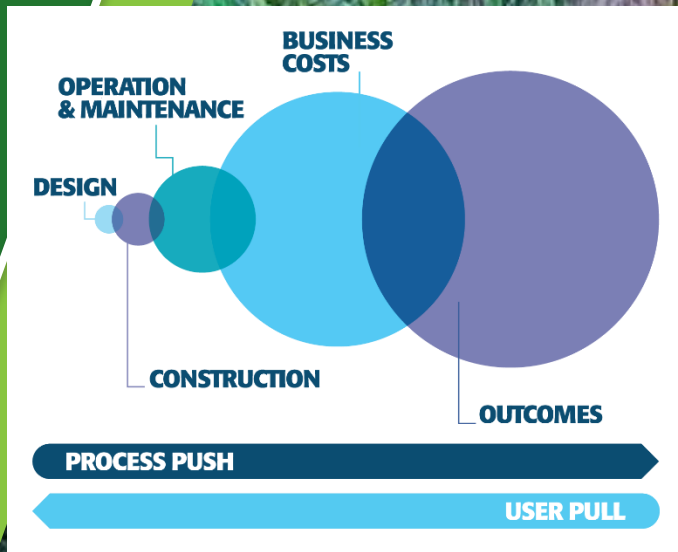 BUSINESS
COSTS
OPERATION
& MAINTENANCE
DESIGN
CONSTRUCTION
OUTCOMES
PROCESS PUSH
USER PULL